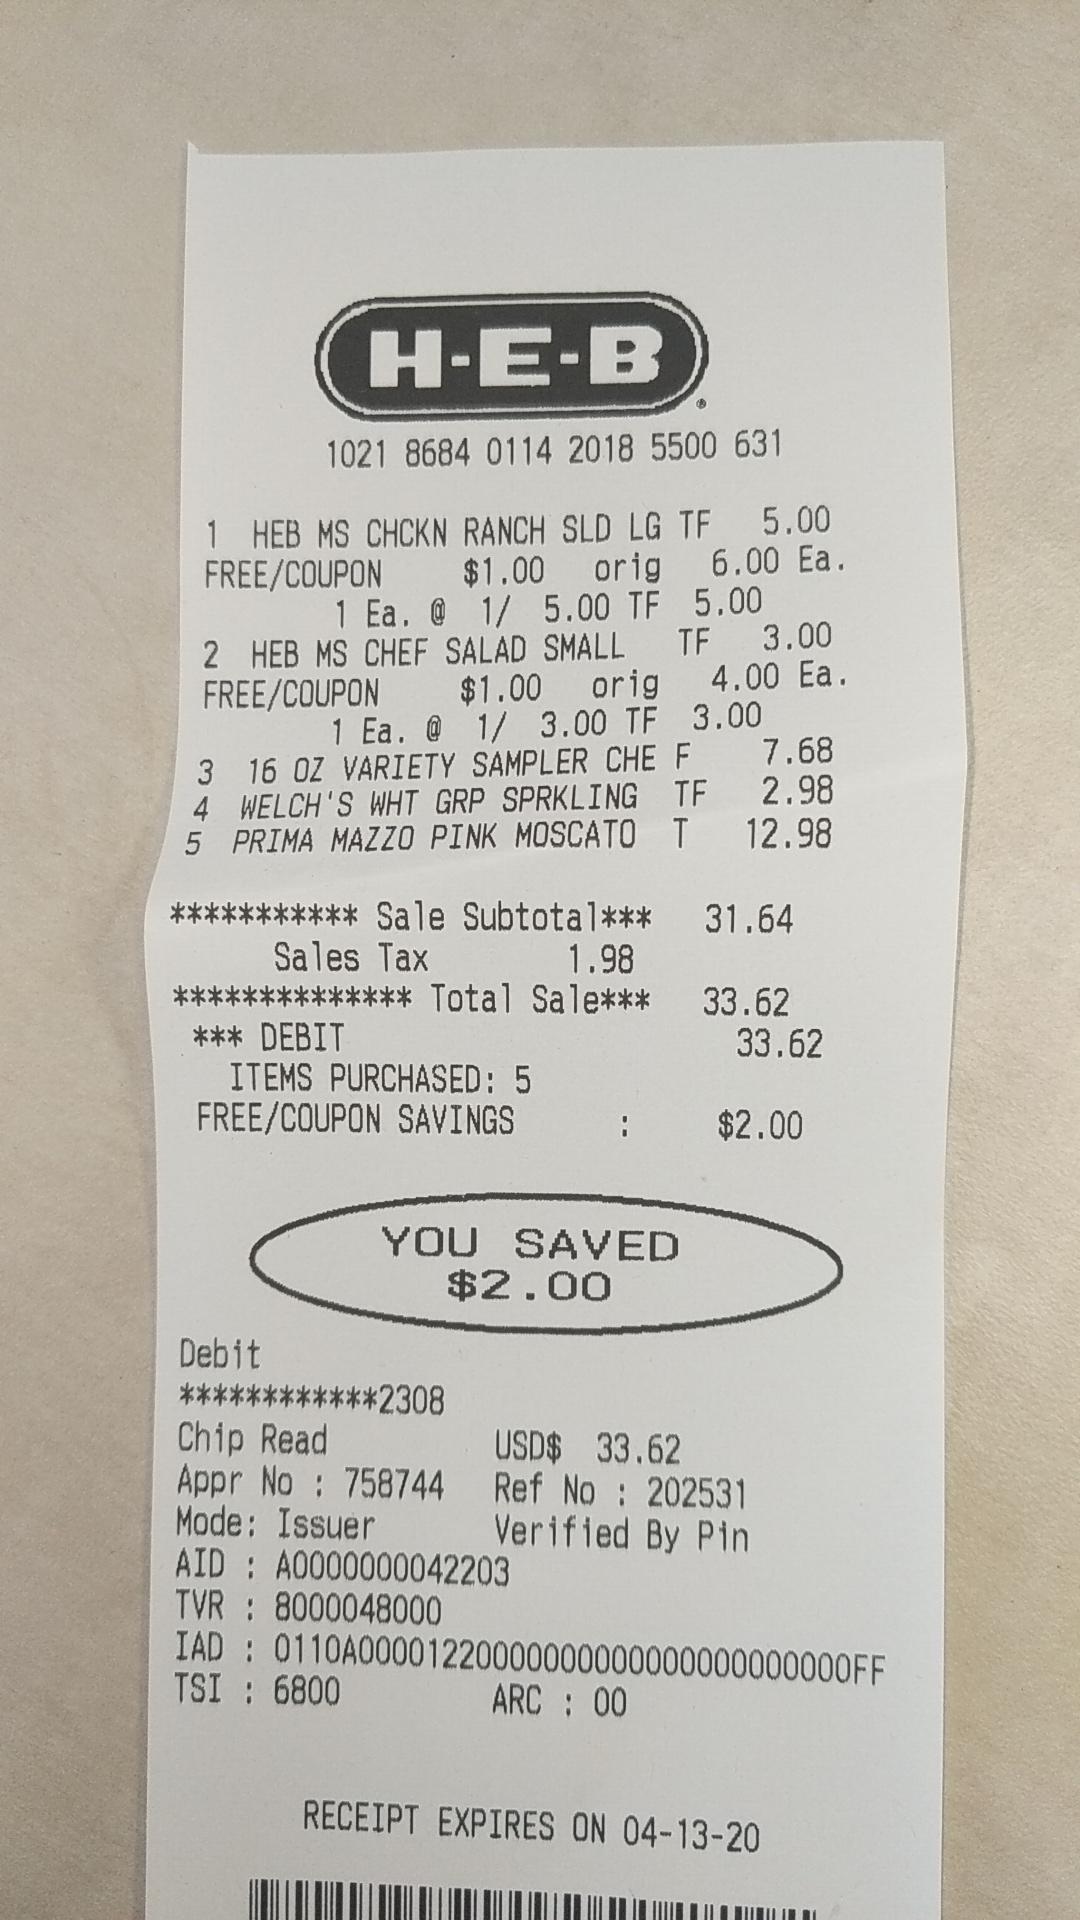 H-E-B
1021 8684 0114 2018 5500 631
1 HEB MS CHCKN RANCH SLD LG TF 5.00
FREE/COUPON $1.00 orig 6.00 Ea.
1 Ea. @ 1/ 5.00 TF 5.00
2 HEB MS CHEF SALAD SMALL TF 3.00
FREE/COUPON $1.00 orig 4.00 Ea.
1 Ea. @ 1/ 3.00 TF 3.00
3 16 OZ VARIETY SAMPLER CHE F 7.68
4 WELCH'S WHT GRP SPRKLING TF 2.98
5 PRIMA MAZZO PINK MOSCATO T 12.98
*********** Sale Subtotal*** 31.64
Sales Tax 1.98
************** Total Sale*** 33.62
*** DEBIT 33.62
ITEMS PURCHASED: 5
FREE/COUPON SAVINGS : $2.00
YOU SAVED
$2.00
Debit
************2308
Chip Read USD$ 33.62
Appr No : 758744 Ref No : 202531
Mode: Issuer Verified By Pin
AID : A0000000042203
TVR : 8000048000
IAD : 0110A00001220000000000000000000000FF
TSI : 6800 ARC : 00
RECEIPT EXPIRES ON 04-13-20